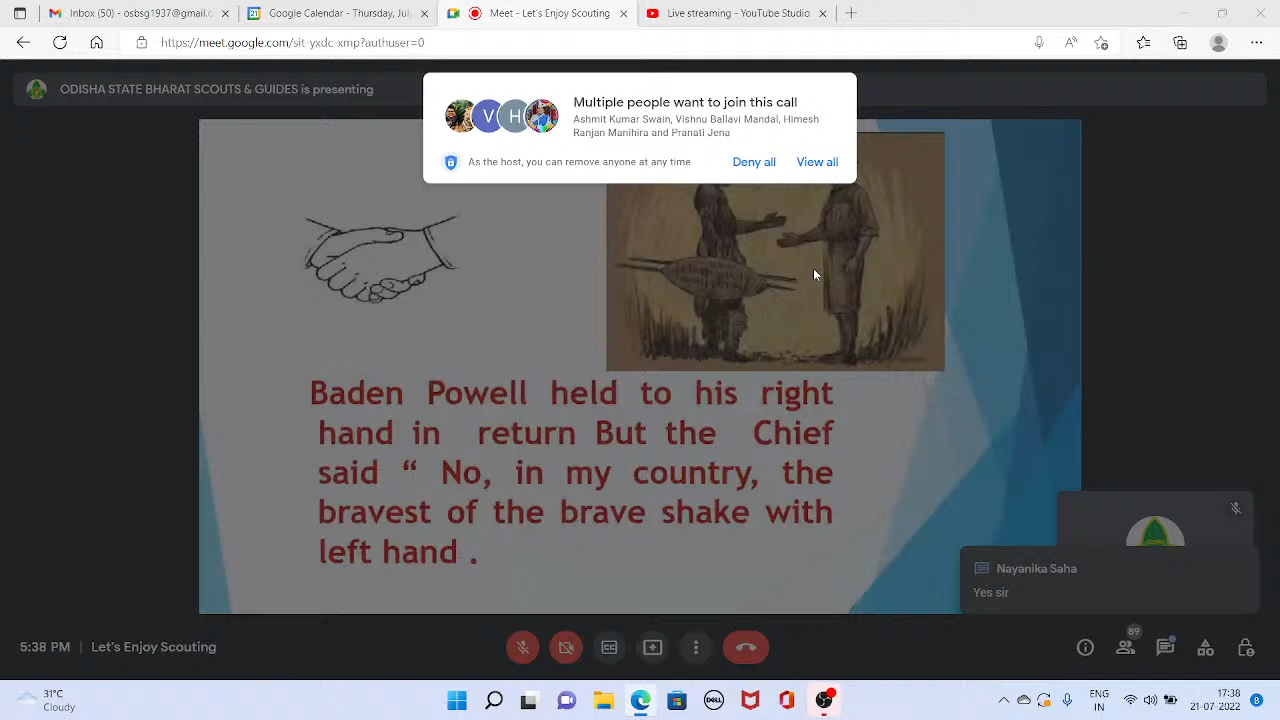 Inbox (50) - osbsg1937@gmail.c
Google Calendar - Thursday, July
Meet - Let's Enjoy Scouting
Live streaming - YouTube Studio
https://meet.google.com/sit-yxdc-xmp?authuser=0
ODISHA STATE BHARAT SCOUTS & GUIDES is presenting
V H
Multiple people want to join this call
Ashmit Kumar Swain, Vishnu Ballavi Mandal, Himesh
Ranjan Manihira and Pranati Jena
As the host, you can remove anyone at any time
Deny all
View all
Baden Powell held to his right
hand in return But the Chief
said “ No, in my country, the
bravest of the brave shake with
left hand .
Nayanika Saha
Yes sir
5:38 PM | Let's Enjoy Scouting
CC
89
31°C
Cloudy
DELL
ENG
IN
17:38
21-07-2022
8